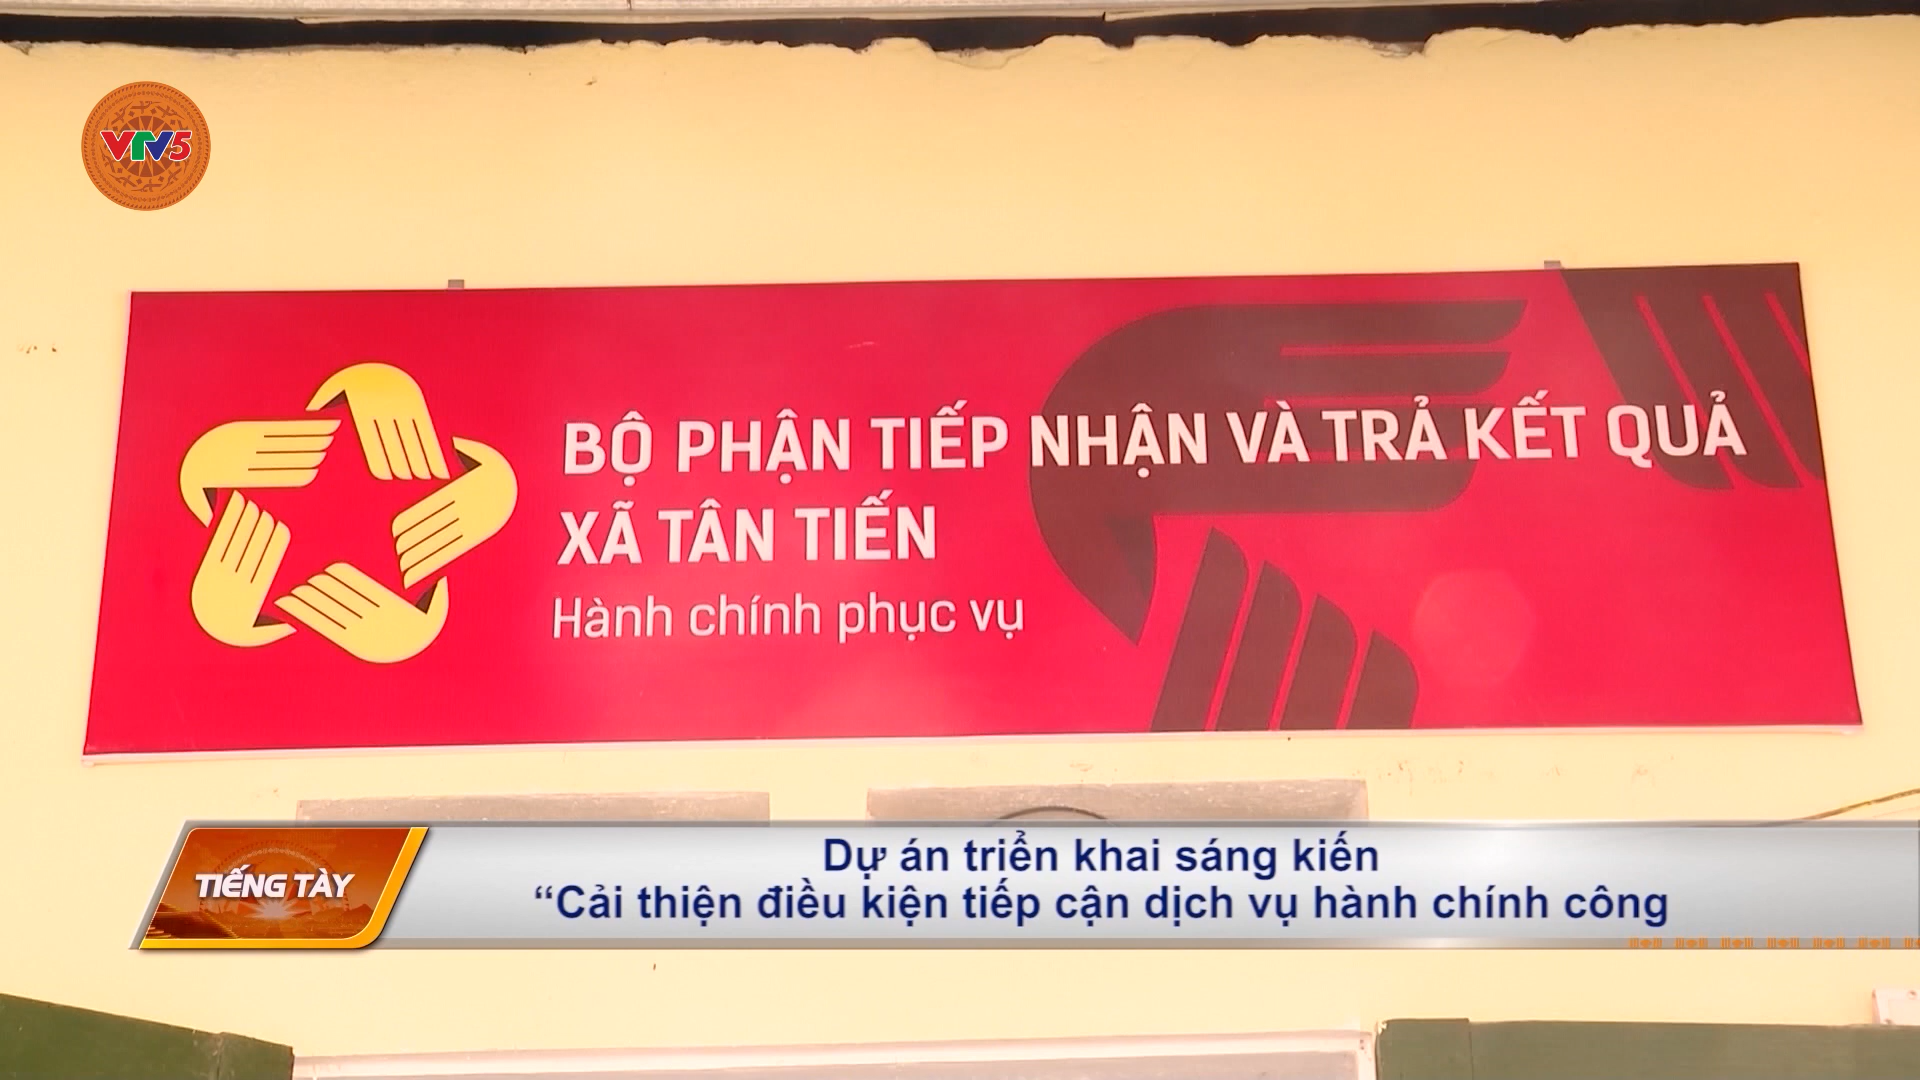 VTV5
BỘ PHẬN TIẾP NHẬN VÀ TRẢ KẾT QUẢ
XÃ TÂN TIẾN
Hành chính phục vụ
TIẾNG TÀY
Dự án triển khai sáng kiến
“Cải thiện điều kiện tiếp cận dịch vụ hành chính công